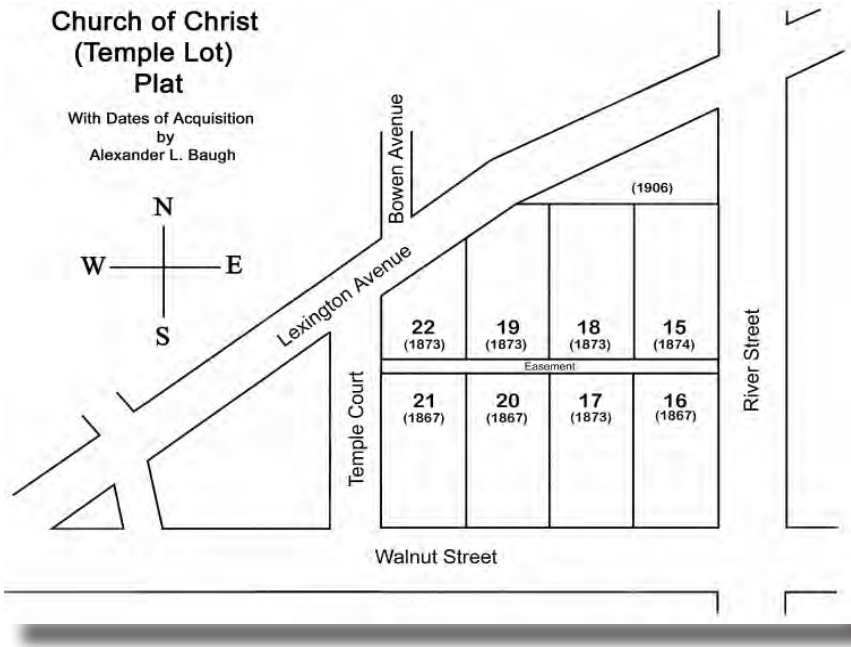 Church of Christ
(Temple Lot)
Plat
With Dates of Acquisition
by
Alexander L. Baugh
N
W
E
S
Bowen Avenue
Lexington Avenue
(1906)
22
(1873)
19
(1873)
18
(1873)
15
(1874)
Easement
21
(1867)
20
(1867)
17
(1873)
16
(1867)
Temple Court
River Street
Walnut Street